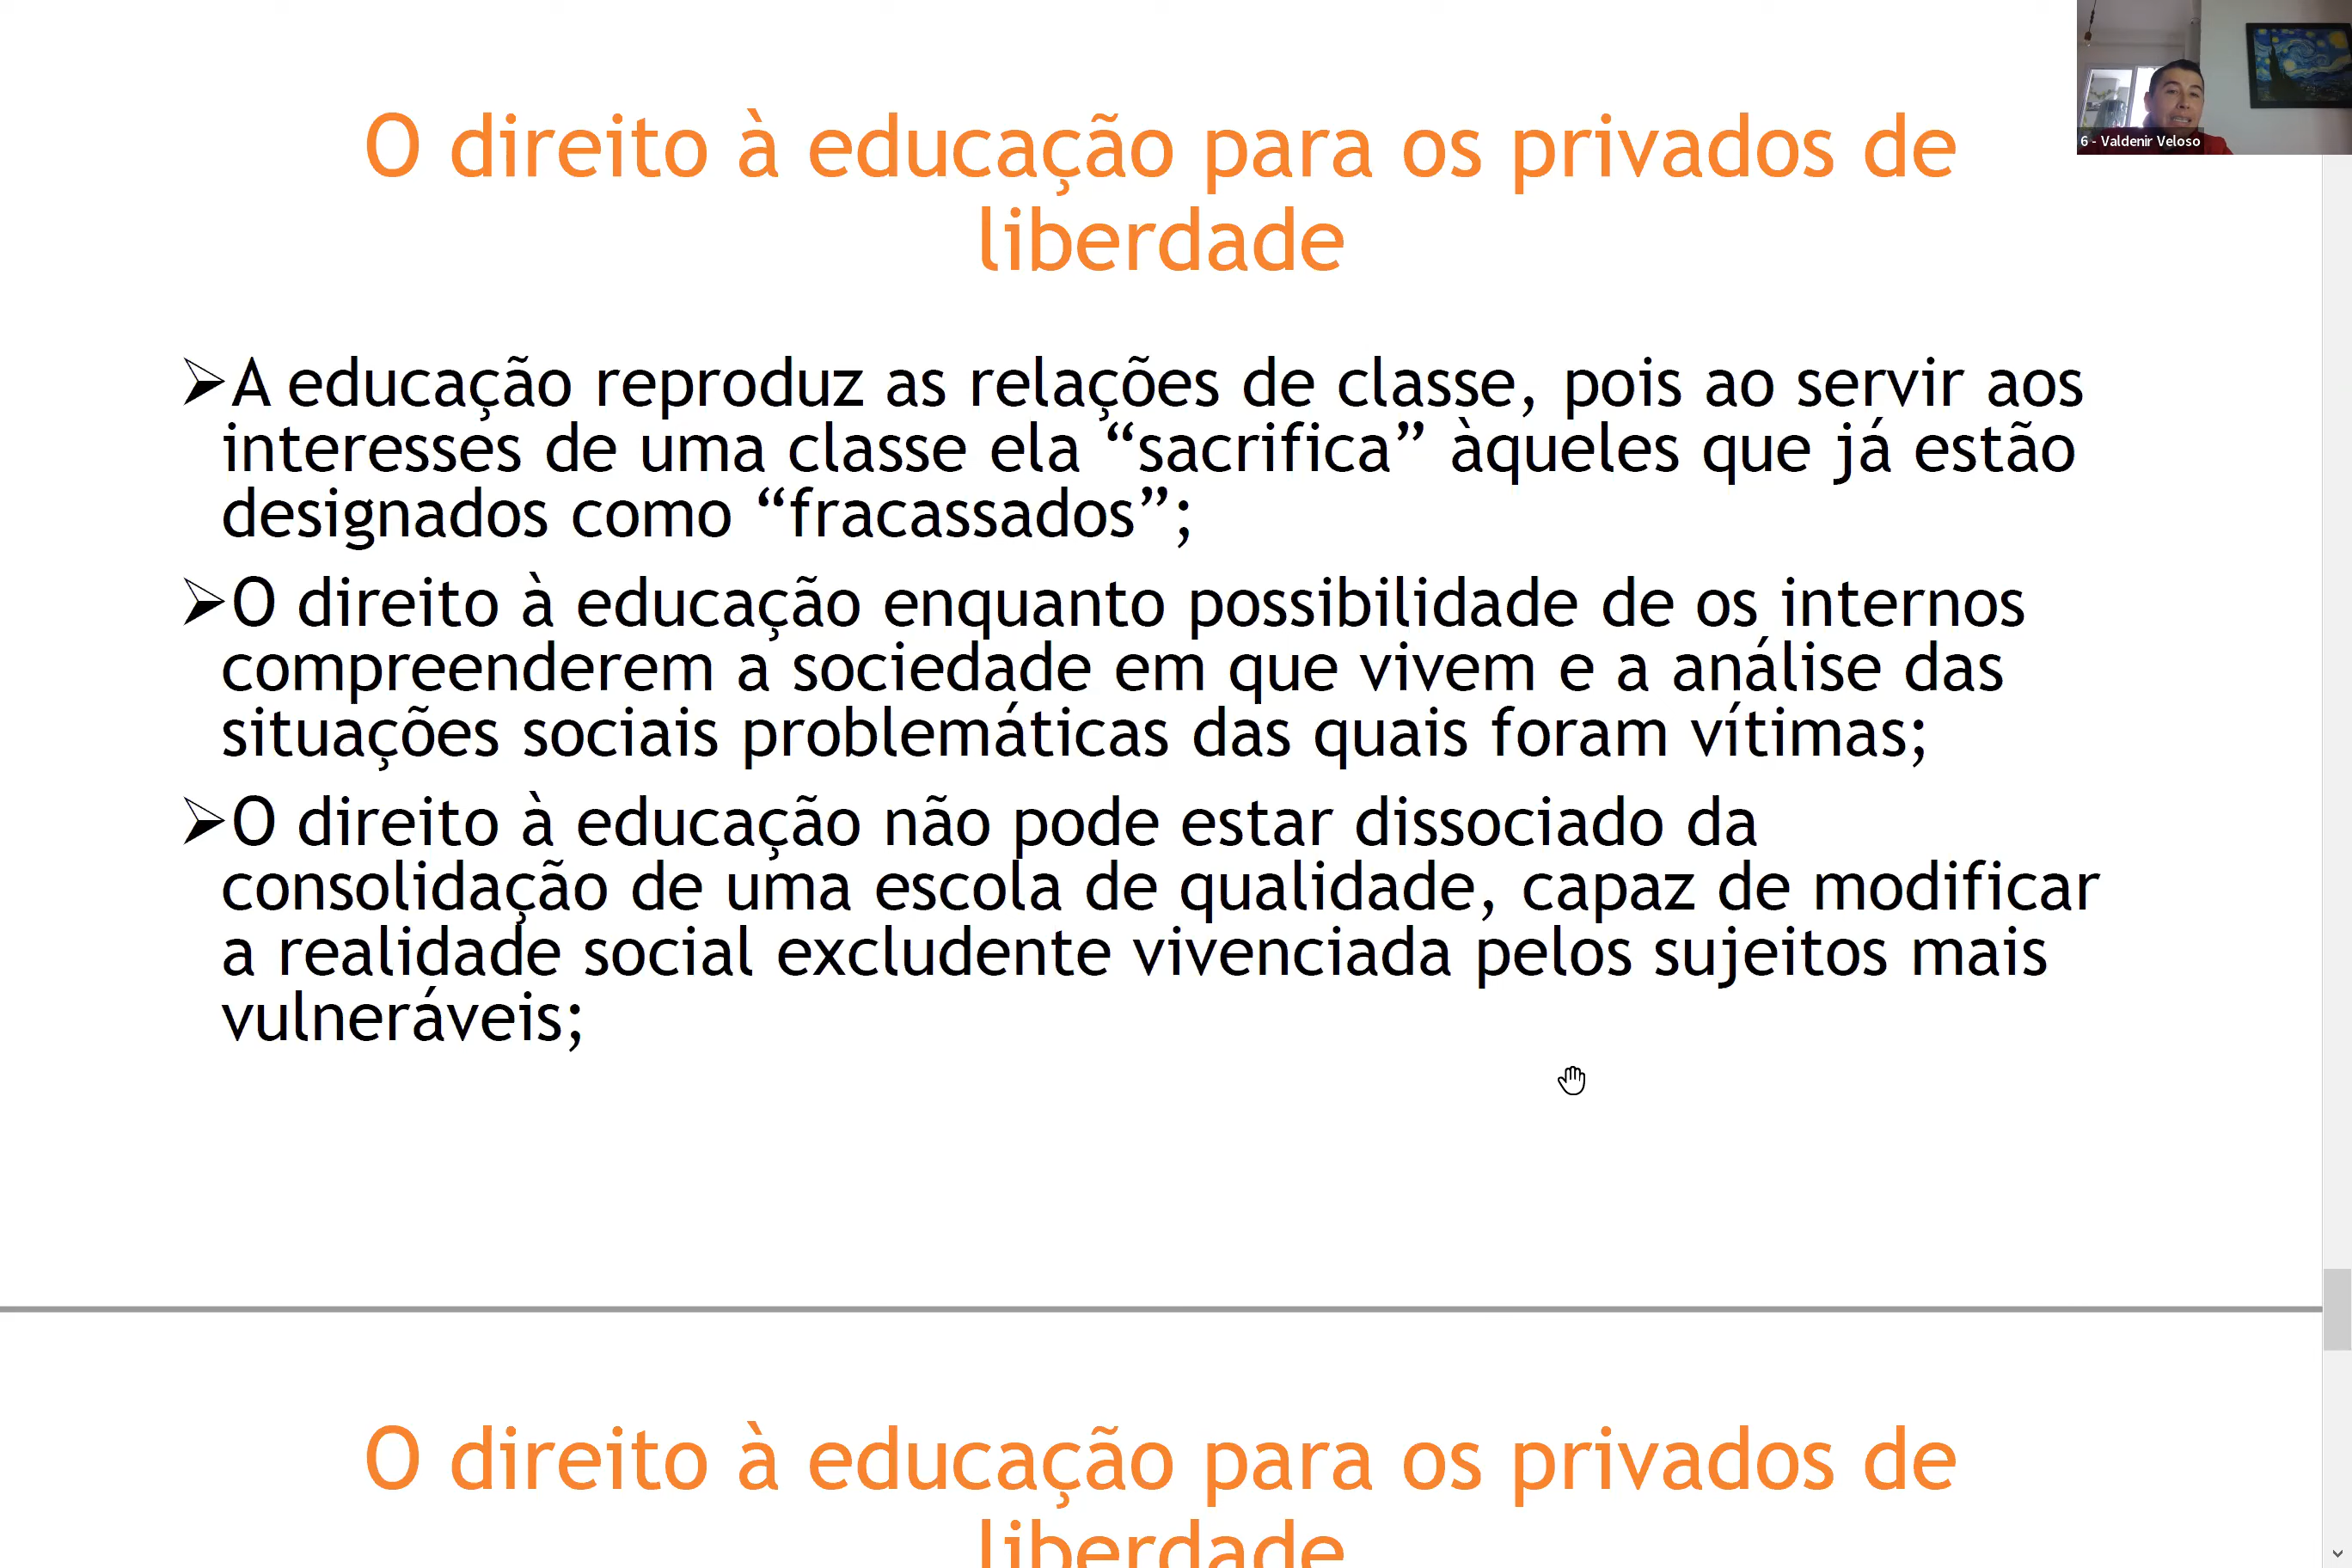 6 - Valdenir Veloso
O direito à educação para os privados de
liberdade
➢A educação reproduz as relações de classe, pois ao servir aos
interesses de uma classe ela “sacrifica” àqueles que já estão
designados como “fracassados”;
➢O direito à educação enquanto possibilidade de os internos
compreenderem a sociedade em que vivem e a análise das
situações sociais problemáticas das quais foram vítimas;
➢O direito à educação não pode estar dissociado da
consolidação de uma escola de qualidade, capaz de modificar
a realidade social excludente vivenciada pelos sujeitos mais
vulneráveis;
O direito à educação para os privados de
liberdade